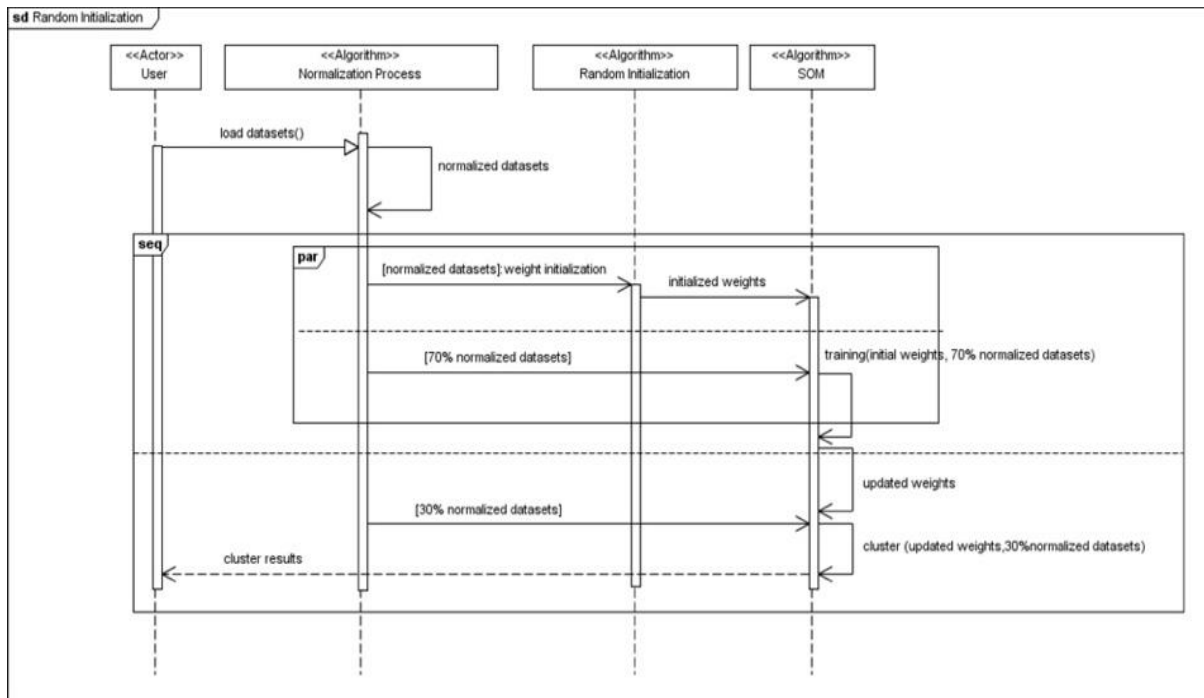 sd Random Initialization
<<Actor>>
User
<<Algorithm>>
Normalization Process
<<Algorithm>>
Random Initialization
<<Algorithm>>
SOM
load datasets()
normalized datasets
seq
par
[normalized datasets]:weight initialization
initialized weights
[70% normalized datasets]
training(initial weights, 70% normalized datasets)
updated weights
[30% normalized datasets]
cluster (updated weights,30%normalized datasets)
cluster results